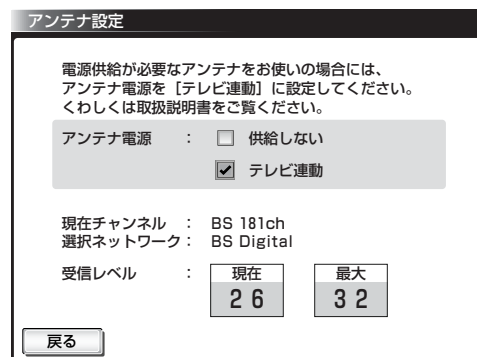 アンテナ設定
電源供給が必要なアンテナをお使いの場合には、
アンテナ電源を［テレビ連動］に設定してください。
くわしくは取扱説明書をご覧ください。
アンテナ電源 ： 供給しない
テレビ連動
現在チャンネル ： BS 181ch
選択ネットワーク： BS Digital
受信レベル ： 現在 最大
26 32
戻る